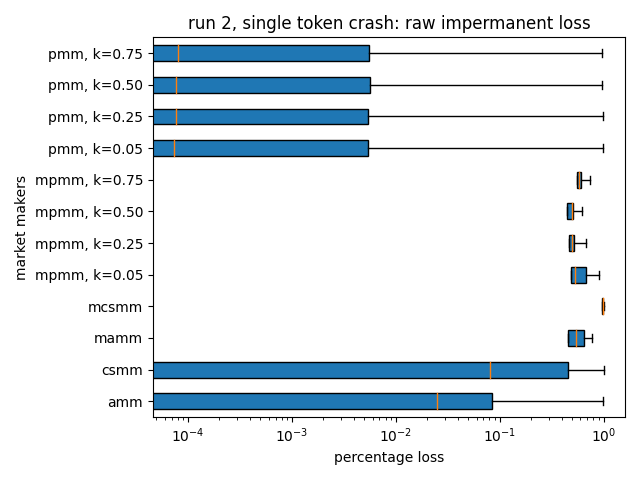 run 2, single token crash: raw impermanent loss
market makers
pmm, k=0.75
pmm, k=0.50
pmm, k=0.25
pmm, k=0.05
mpmm, k=0.75
mpmm, k=0.50
mpmm, k=0.25
mpmm, k=0.05
mcsmm
mamm
csmm
amm
10⁻⁴ 10⁻³ 10⁻² 10⁻¹ 10⁰
percentage loss